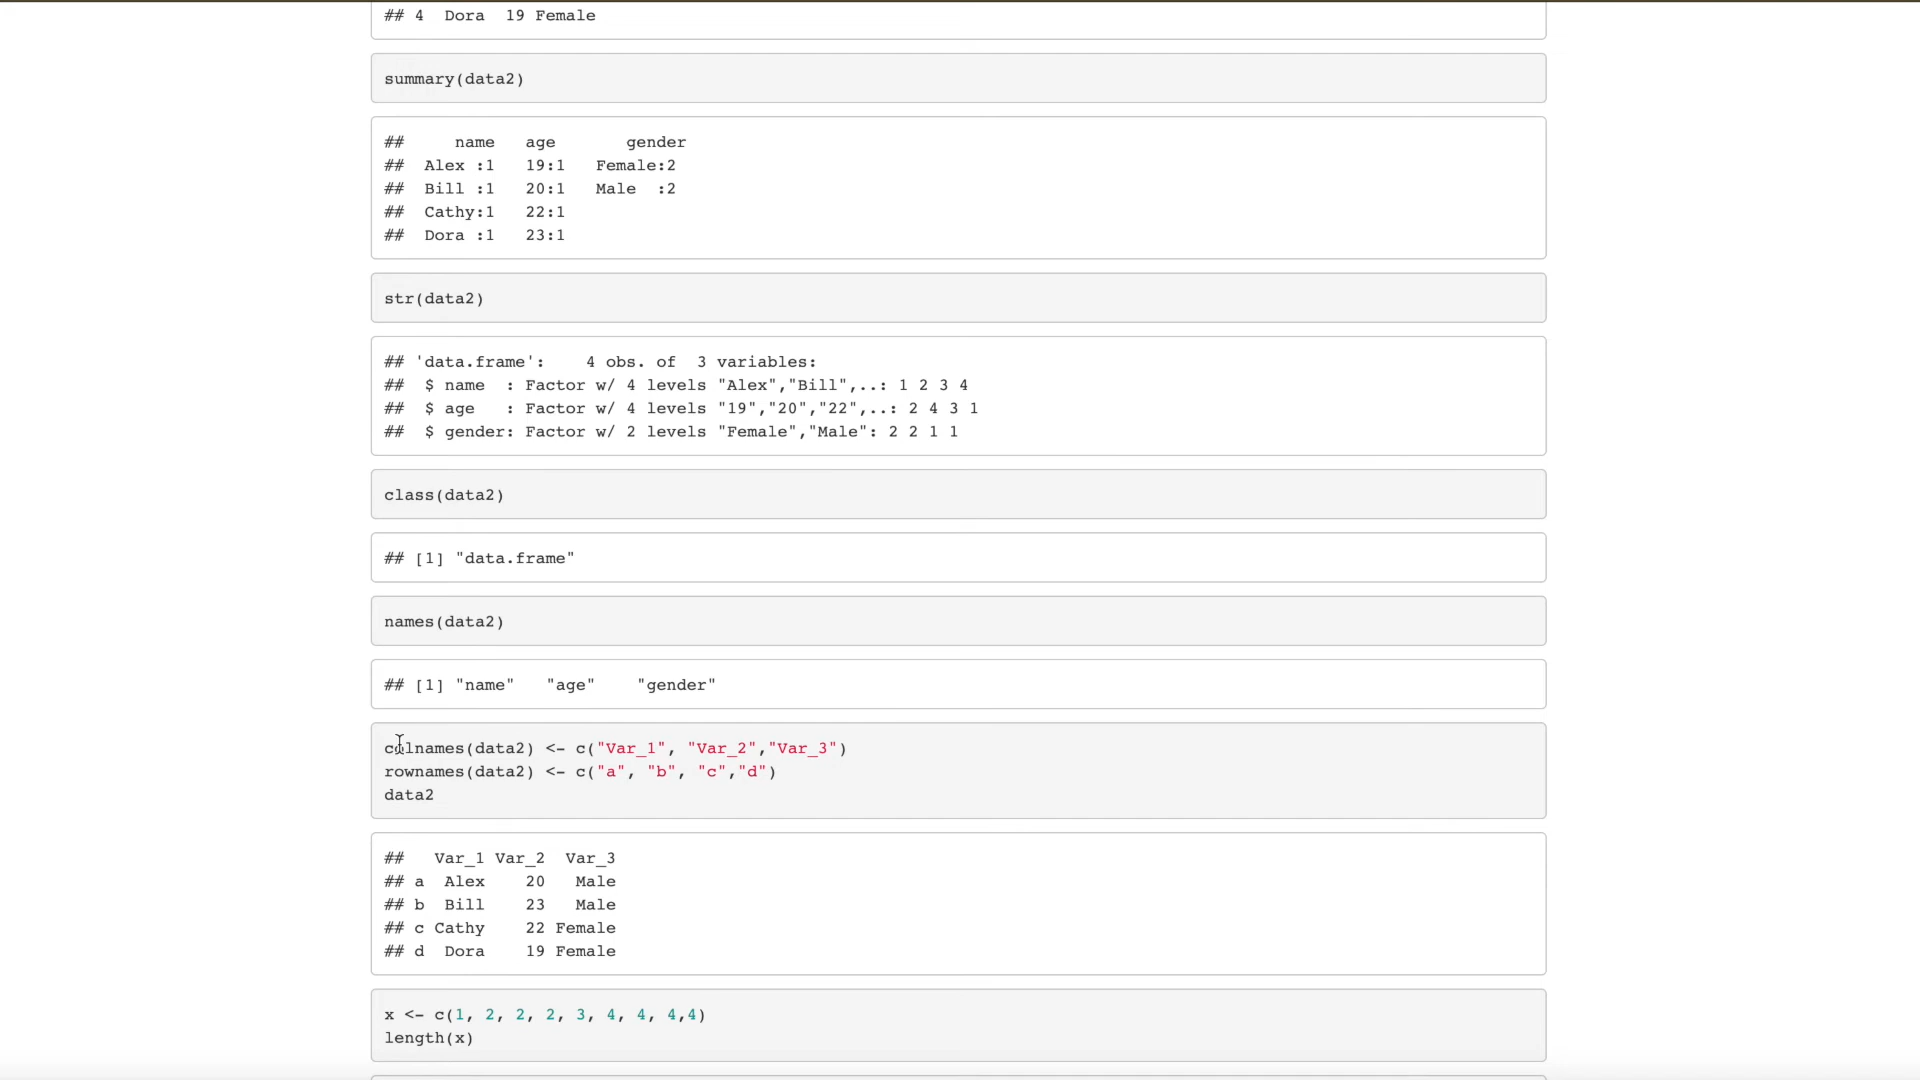 ## 4  Dora  19 Female
summary(data2)
##     name   age       gender
##  Alex :1   19:1   Female:2
##  Bill :1   20:1   Male  :2
##  Cathy:1   22:1
##  Dora :1   23:1
str(data2)
## 'data.frame':    4 obs. of  3 variables:
##  $ name  : Factor w/ 4 levels "Alex","Bill",..: 1 2 3 4
##  $ age   : Factor w/ 4 levels "19","20","22",..: 2 4 3 1
##  $ gender: Factor w/ 2 levels "Female","Male": 2 2 1 1
class(data2)
## [1] "data.frame"
names(data2)
## [1] "name"   "age"    "gender"
colnames(data2) <- c("Var_1", "Var_2","Var_3")
rownames(data2) <- c("a", "b", "c","d")
data2
##   Var_1 Var_2  Var_3
## a  Alex    20   Male
## b  Bill    23   Male
## c Cathy    22 Female
## d  Dora    19 Female
x <- c(1, 2, 2, 2, 3, 4, 4, 4,4)
length(x)